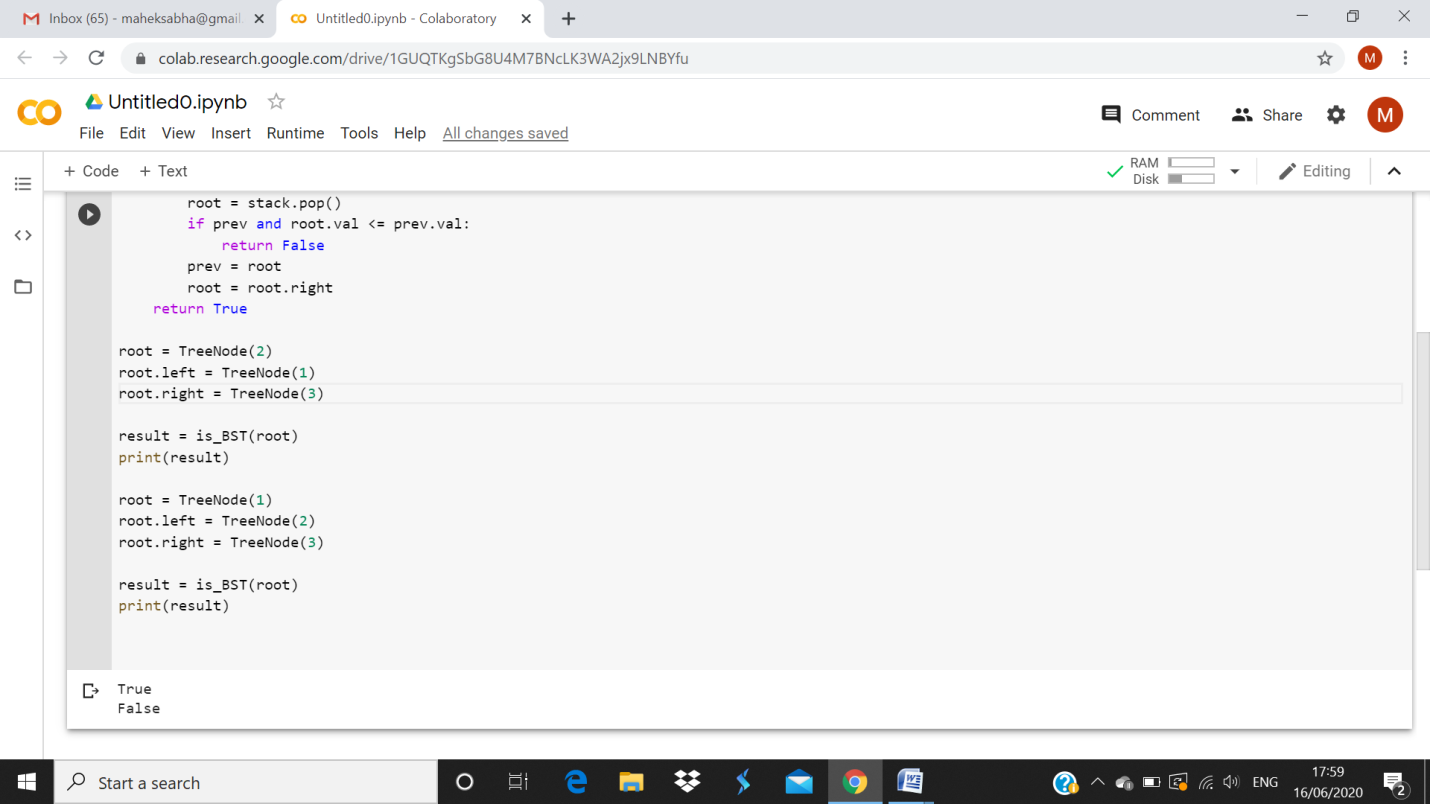 Inbox (65) - maheksabha@gmail.
Untitled0.ipynb - Colaboratory
colab.research.google.com/drive/1GUQTKgSbG8U4M7BNcLK3WA2jx9LNBYfu
M
CO
Untitled0.ipynb
File Edit View Insert Runtime Tools Help All changes saved
Comment
Share
M
+ Code + Text
RAM
Disk
Editing
        root = stack.pop()
        if prev and root.val <= prev.val:
            return False
        prev = root
        root = root.right
    return True
root = TreeNode(2)
root.left = TreeNode(1)
root.right = TreeNode(3)
result = is_BST(root)
print(result)
root = TreeNode(1)
root.left = TreeNode(2)
root.right = TreeNode(3)
result = is_BST(root)
print(result)
True
False
Start a search
ENG
17:59
16/06/2020
2